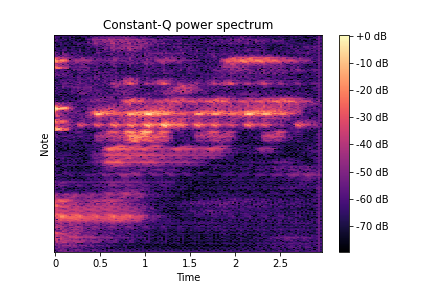 Constant-Q power spectrum
+0 dB
-10 dB
-20 dB
-30 dB
-40 dB
-50 dB
-60 dB
-70 dB
Note
0
0.5
1
1.5
2
2.5
Time